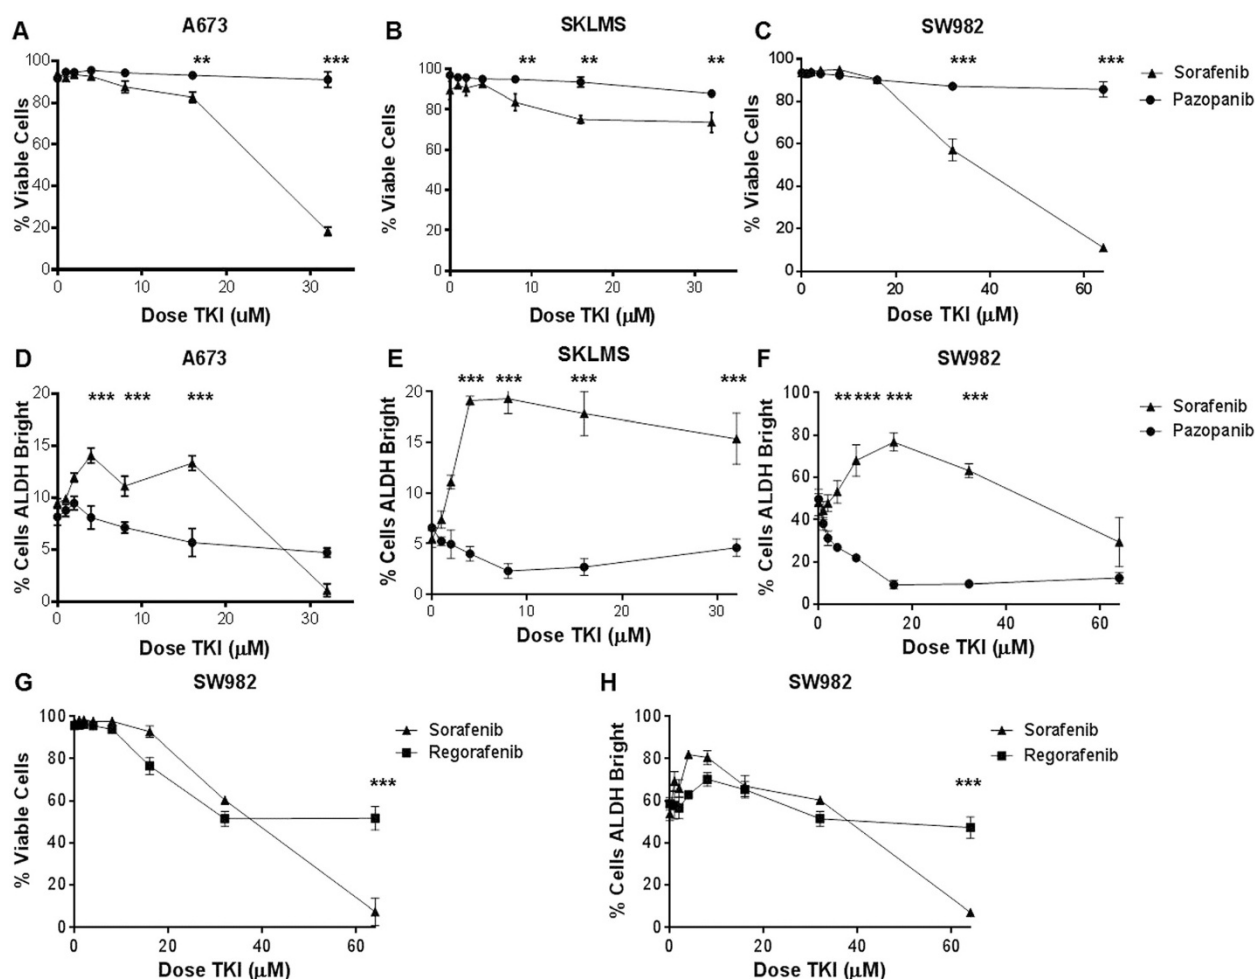 A A673
** ***
100
80
60
40
20
0
% Viable Cells
0 10 20 30
Dose TKI (uM)
B SKLMS
** ** **
100
80
60
40
20
0
% Viable Cells
0 10 20 30
Dose TKI (μM)
C SW982
*** ***
100
80
60
40
20
0
% Viable Cells
0 20 40 60
Dose TKI (μM)
Sorafenib
Pazopanib
D A673
*** *** ***
20
15
10
5
0
% Cells ALDH Bright
0 10 20 30
Dose TKI (μM)
E SKLMS
*** *** *** ***
20
15
10
5
0
% Cells ALDH Bright
0 10 20 30
Dose TKI (μM)
F SW982
** *** *** ***
100
80
60
40
20
0
% Cells ALDH Bright
0 20 40 60
Dose TKI (μM)
Sorafenib
Pazopanib
G SW982
***
100
80
60
40
20
0
% Viable Cells
0 20 40 60
Dose TKI (μM)
Sorafenib
Regorafenib
H SW982
***
100
80
60
40
20
0
% Cells ALDH Bright
0 20 40 60
Dose TKI (μM)
Sorafenib
Regorafenib